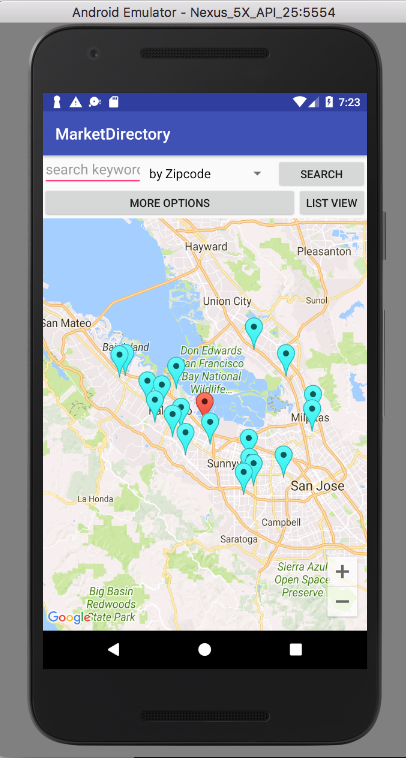 Android Emulator - Nexus_5X_API_25:5554
7:23
MarketDirectory
search keyword
by Zipcode
SEARCH
MORE OPTIONS
LIST VIEW
Hayward
Pleasanton
Union City
Sunol
San Mateo
Don Edwards
San Francisco
Bay National
Wildlife...
Milpitas
Sunnyv
San Jose
La Honda
Campbell
Saratoga
Sierra Azul
Open Space
Preserve
Big Basin
Redwoods
State Park
Google